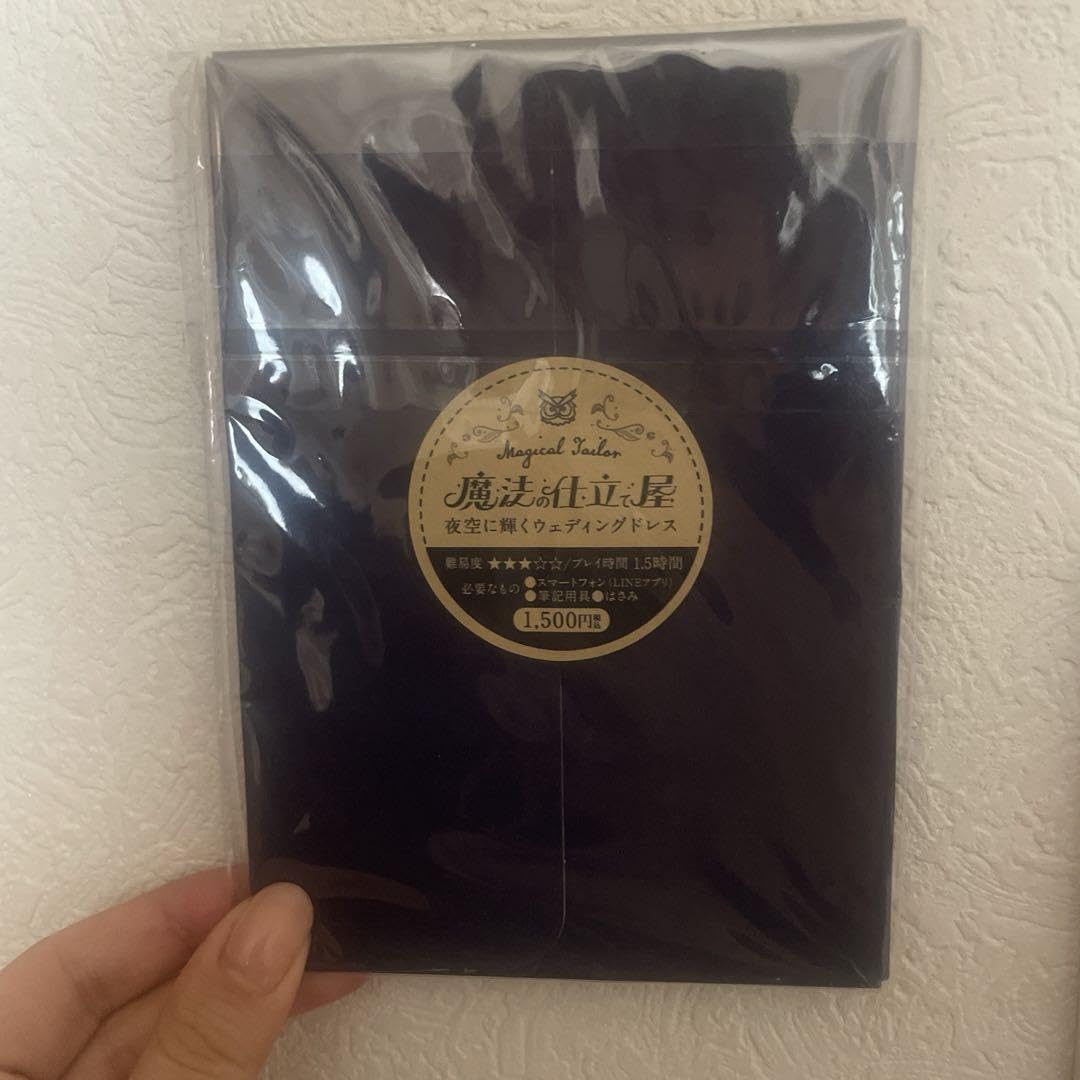 Magical Tailor
魔法の仕立て屋
夜空に輝くウェディングドレス
難易度 ★★★☆☆/プレイ時間 1.5時間
必要なもの ●スマートフォン(LINEアプリ)
●筆記用具●はさみ
1,500円税込